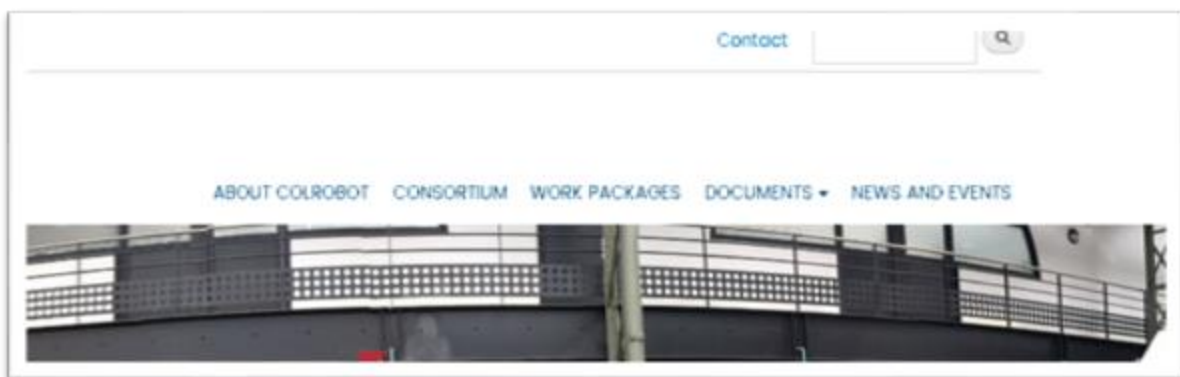 Contact
ABOUT COLROBOT CONSORTIUM WORK PACKAGES DOCUMENTS NEWS AND EVENTS